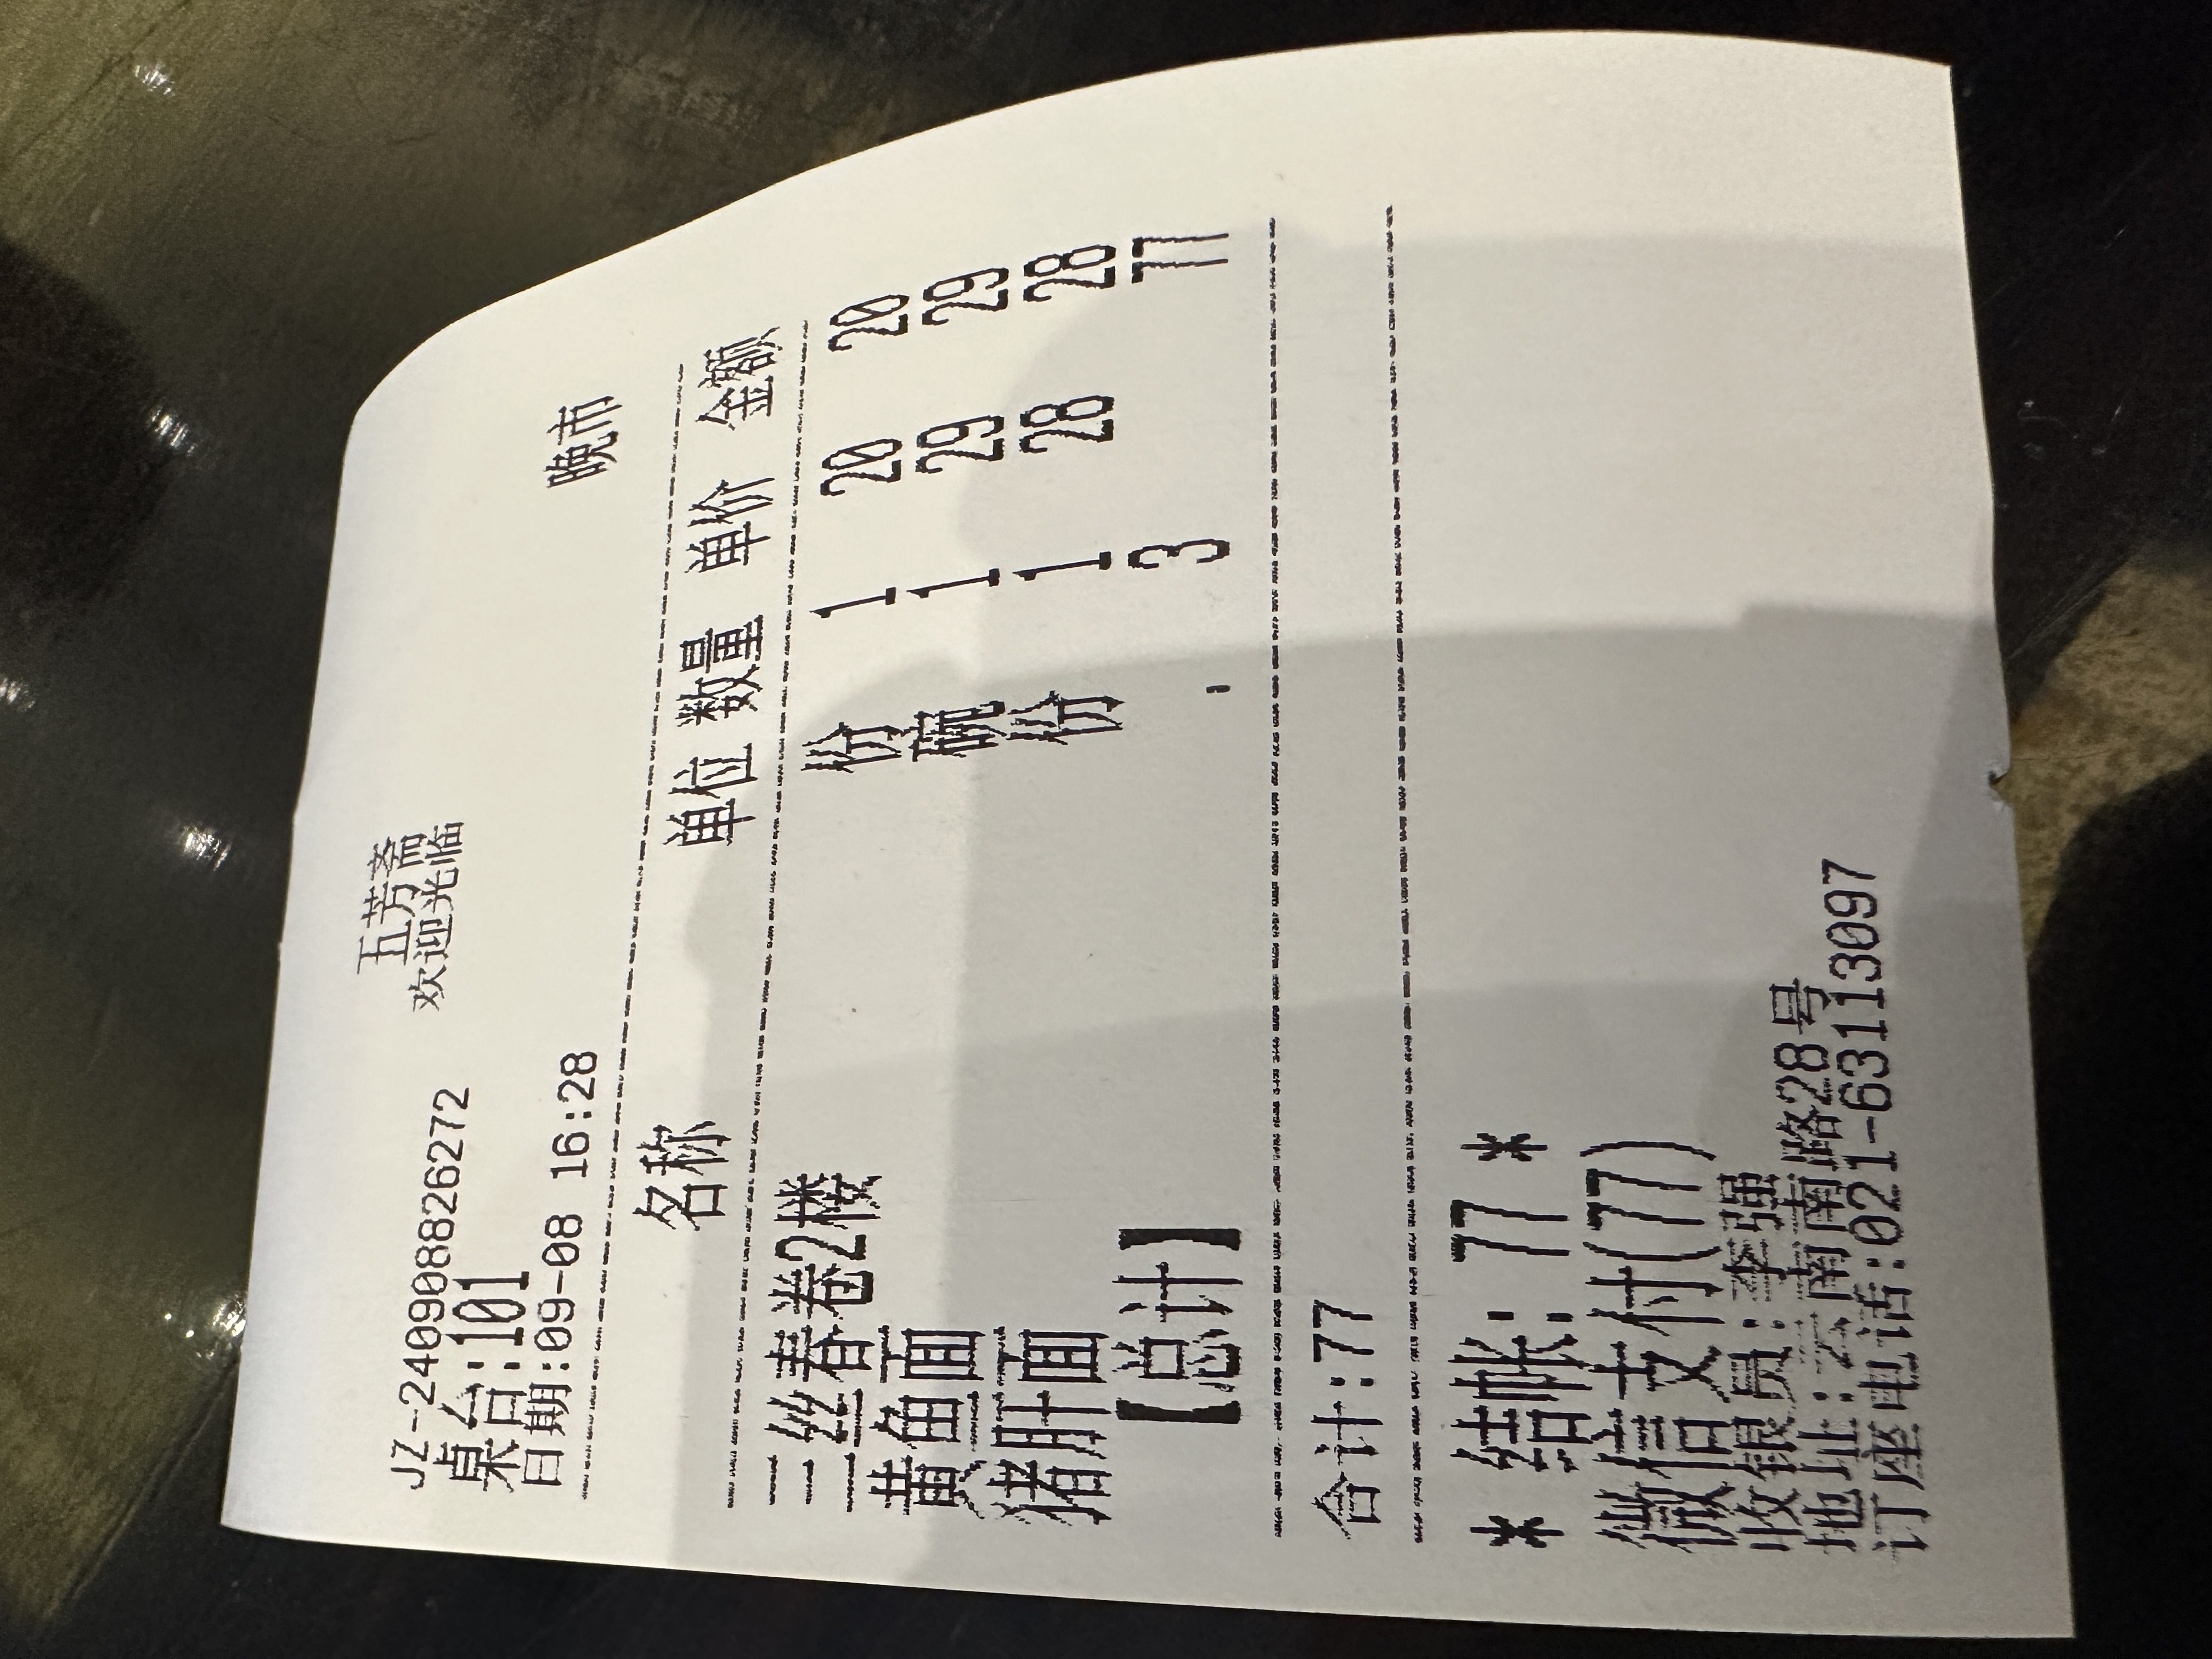 五芳斋
欢迎光临
JZ-240908826272
桌台:101
日期:09-08 16:28 晚市
名称 单位 数量 单价 金额
三丝春卷2楼 份 1 20 20
黄鱼面 碗 1 29 29
猪肝面 份 1 28 28
【总计】 . 3 77
合计:77
* 结帐: 77 *
微信支付(77)
收银员:李强
地址:云南南路28号
订座电话:021-63113097